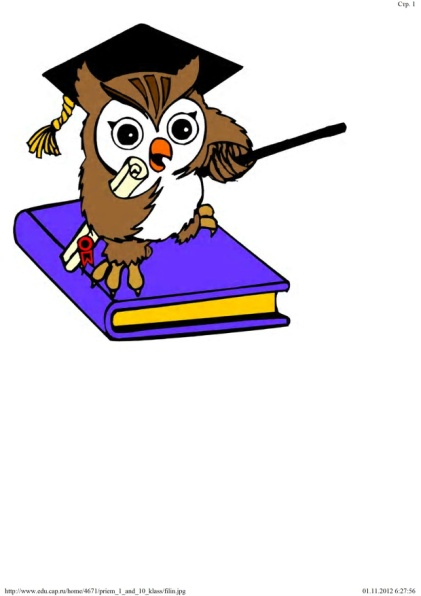 Стр. 1
http://www.edu.cap.ru/home/4671/priem_1_and_10_klass/filin.jpg
01.11.2012 6:27:56